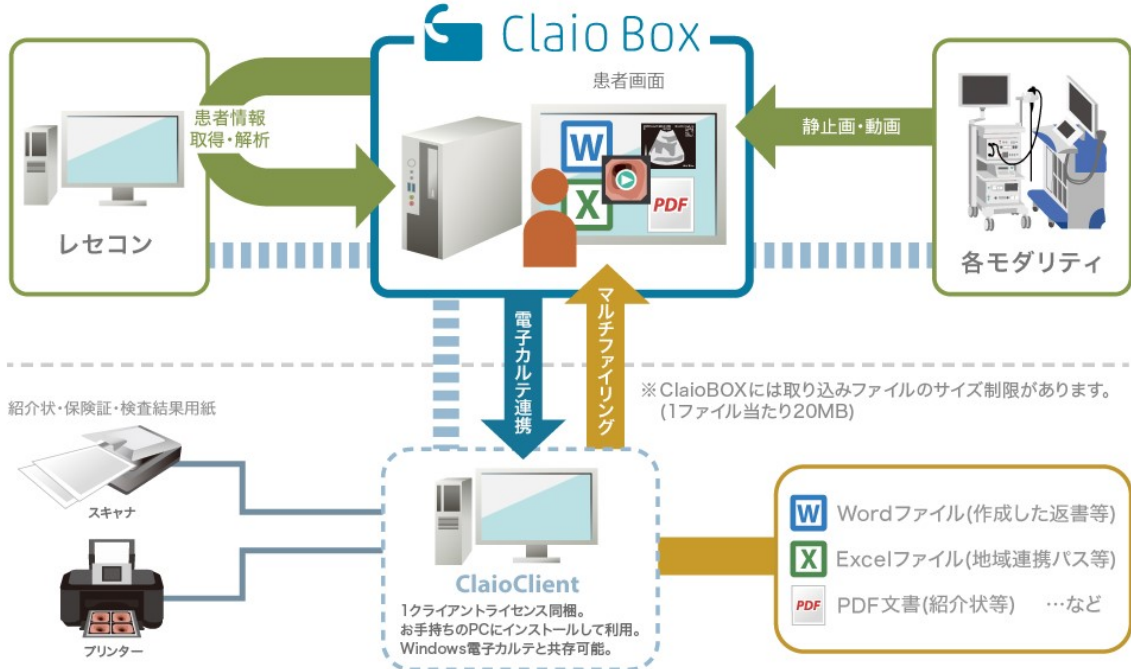 Claio Box
患者画面
W
X
PDF
患者情報
取得・解析
レセコン
静止画・動画
各モダリティ
電子カルテ連携
マルチファイリング
※ClaioBOXには取り込みファイルのサイズ制限があります。
(1ファイル当たり20MB)
紹介状・保険証・検査結果用紙
スキャナ
プリンター
ClaioClient
1クライアントライセンス同梱。
お手持ちのPCにインストールして利用。
Windows電子カルテと共存可能。
W Wordファイル(作成した返書等)
X Excelファイル(地域連携パス等)
PDF PDF文書(紹介状等) …など